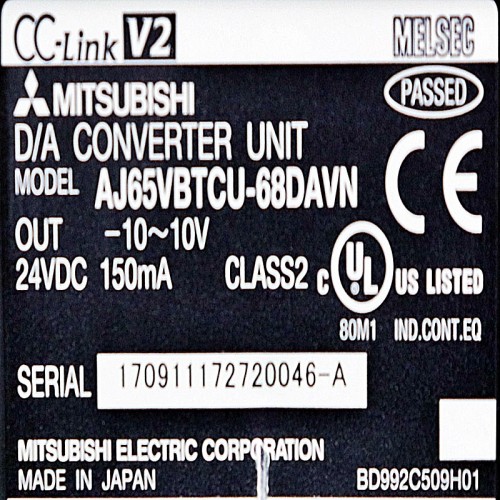 CC-Link V2 MELSEC
MITSUBISHI PASSED
D/A CONVERTER UNIT
MODEL AJ65VBTCU-68DAVN CE
OUT -10~10V
24VDC 150mA CLASS2 C UL US LISTED
80M1 IND.CONT.EQ
SERIAL 170911172720046-A
MITSUBISHI ELECTRIC CORPORATION
MADE IN JAPAN BD992C509H01